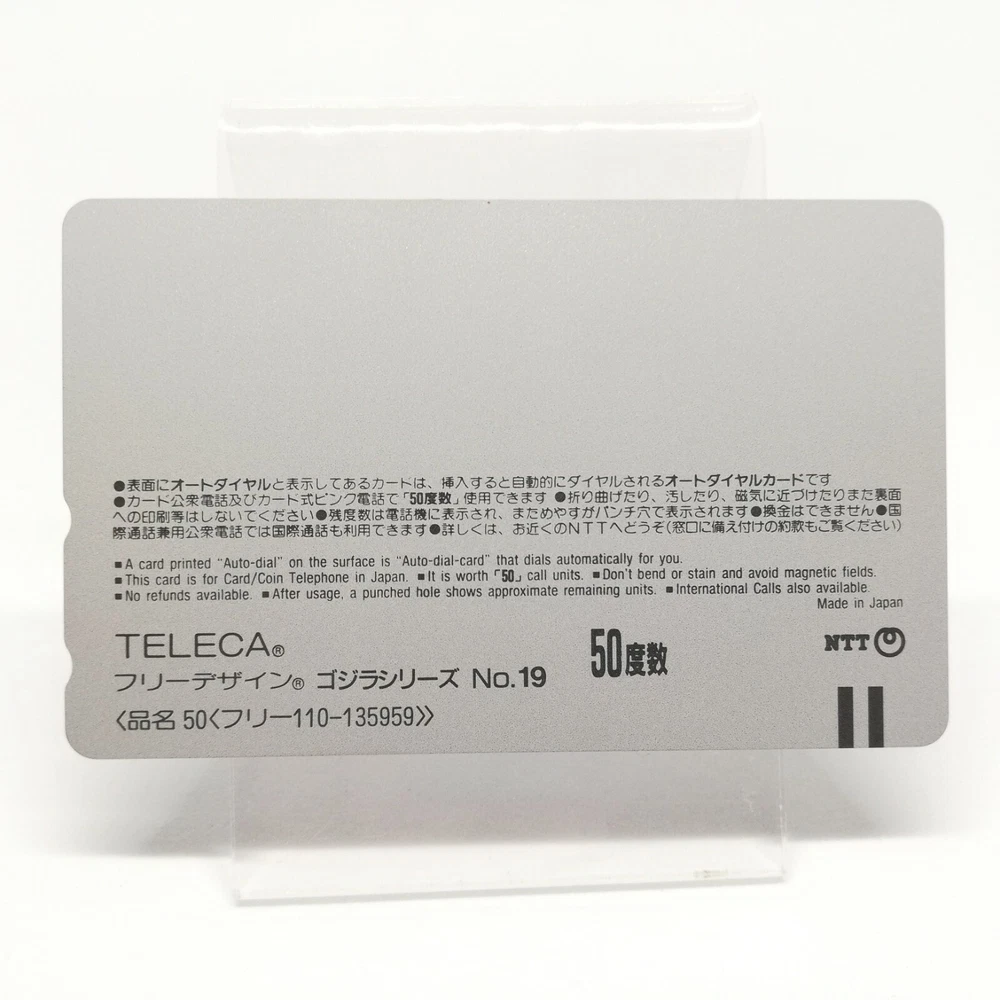 ●表面にオートダイヤルと表示してあるカードは、挿入すると自動的にダイヤルされるオートダイヤルカードです
●カード公衆電話及びカード式ピンク電話で「50度数」使用できます ●折り曲げたり、汚したり、磁気に近づけたりまた裏面
への印刷等はしないでください●残度数は電話機に表示され、まためやすがパンチ穴で表示されます●換金はできません●国
際通話兼用公衆電話では国際通話も利用できます●詳しくは、お近くのNTTへどうぞ(窓口に備え付けの約款もご覧ください)
■A card printed “Auto-dial” on the surface is “Auto-dial-card” that dials automatically for you.
■This card is for Card/Coin Telephone in Japan. ■It is worth「50」call units. ■Don't bend or stain and avoid magnetic fields.
■No refunds available. ■After usage, a punched hole shows approximate remaining units. ■International Calls also available.
Made in Japan
TELECA® 50度数 NTT
フリーデザイン® ゴジラシリーズ No.19
〈品名 50〈フリー110-135959〉〉